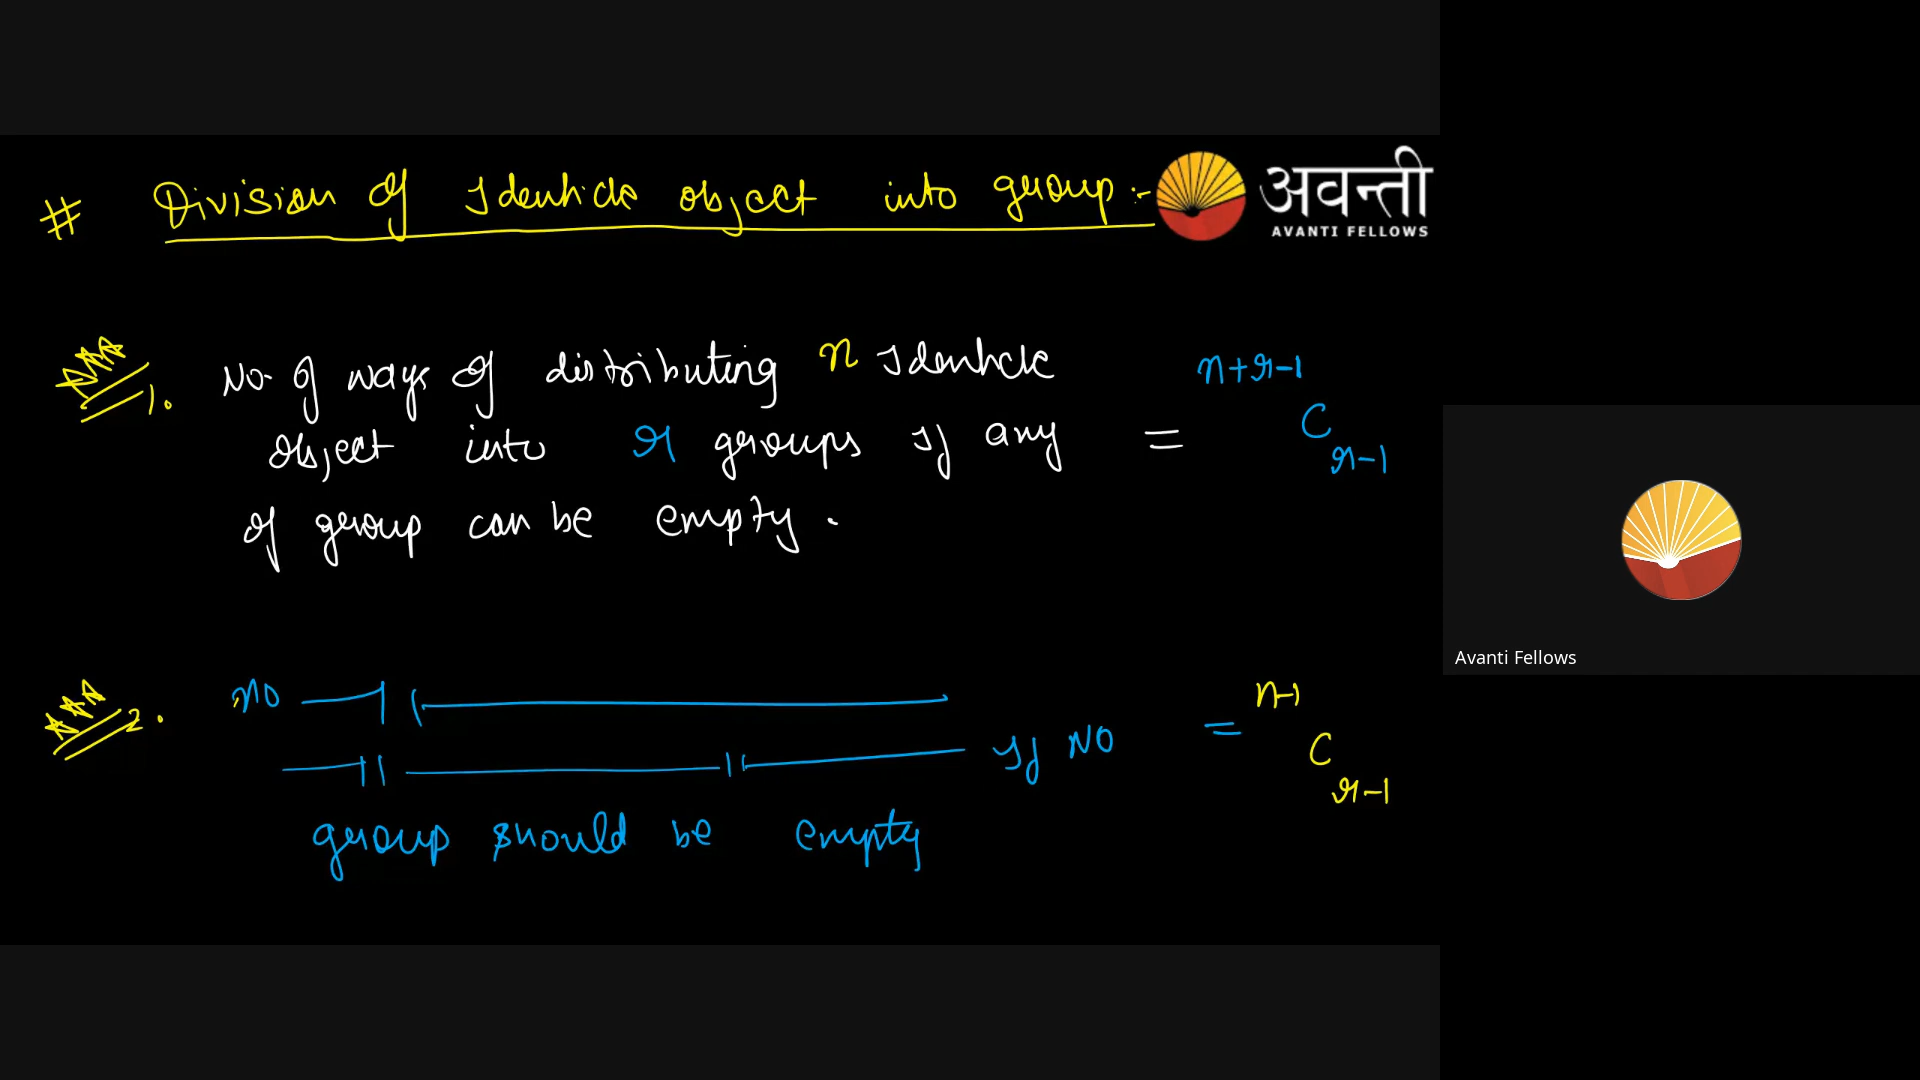 # Division of Identicle object into group :-
अवन्ती
AVANTI FELLOWS
1. No. of ways of distributing n Identicle
object into r groups if any
of group can be empty.
= n+r-1
C
r-1
2. no
if NO
group should be empty
= n-1
C
r-1
Avanti Fellows